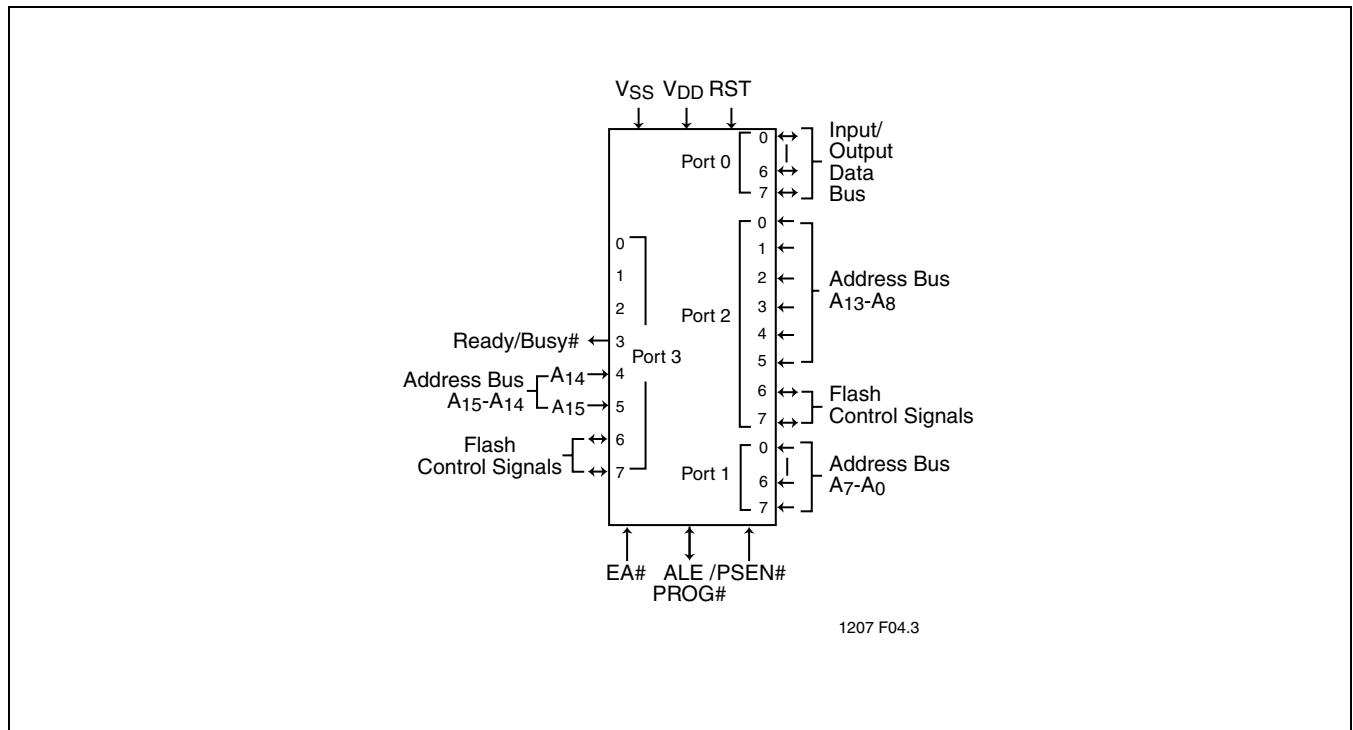 VSS VDD RST
Port 0
0
6
7
Input/
Output
Data
Bus
0
1
2
3
Ready/Busy#
Port 3
Address Bus
A15-A14
A14
4
A15
5
Flash
Control Signals
6
7
Port 2
0
1
2
3
4
5
Address Bus
A13-A8
6
7
Flash
Control Signals
Port 1
0
6
7
Address Bus
A7-A0
EA# ALE /PSEN#
PROG#
1207 F04.3